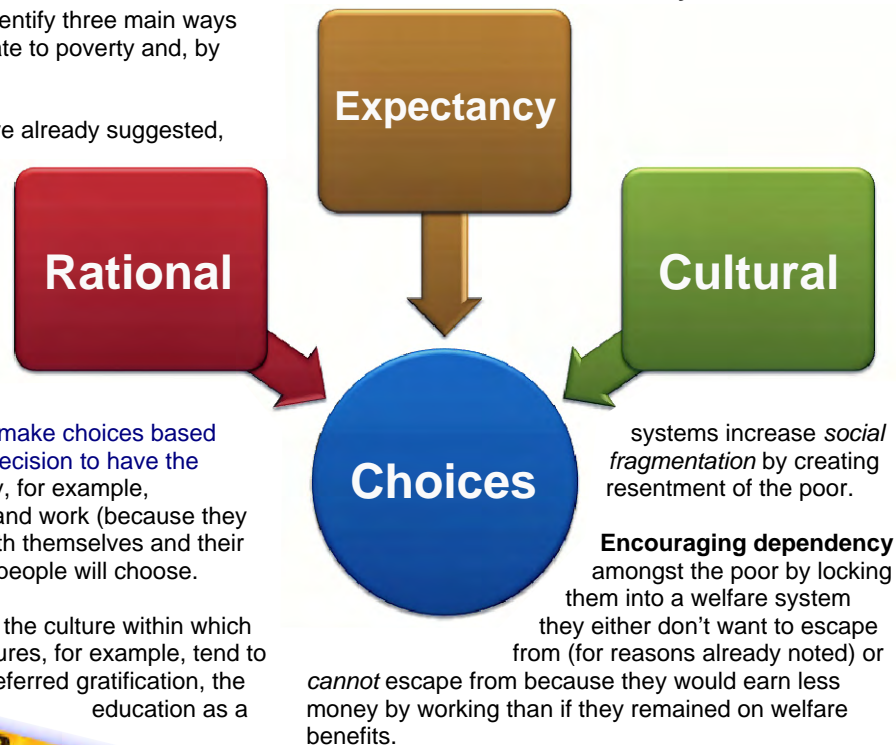 entify three main ways
ate to poverty and, by
e already suggested,
Expectancy
Rational
Cultural
Choices
make choices based
ecision to have the
, for example,
and work (because they
th themselves and their
people will choose.
the culture within which
ures, for example, tend to
eferred gratification, the
education as a
systems increase social
fragmentation by creating
resentment of the poor.
Encouraging dependency
amongst the poor by locking
them into a welfare system
they either don't want to escape
from (for reasons already noted) or
cannot escape from because they would earn less
money by working than if they remained on welfare
benefits.